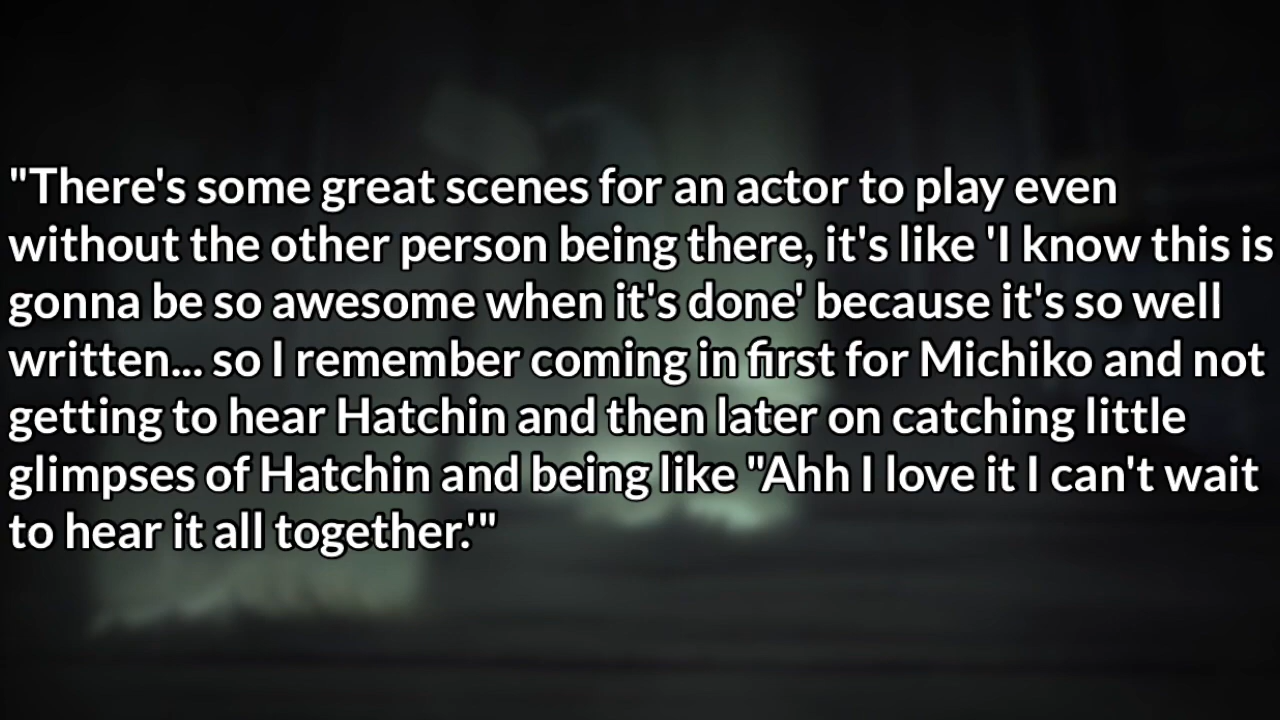 "There's some great scenes for an actor to play even
without the other person being there, it's like 'I know this is
gonna be so awesome when it's done' because it's so well
written... so I remember coming in first for Michiko and not
getting to hear Hatchin and then later on catching little
glimpses of Hatchin and being like "Ahh I love it I can't wait
to hear it all together.'"